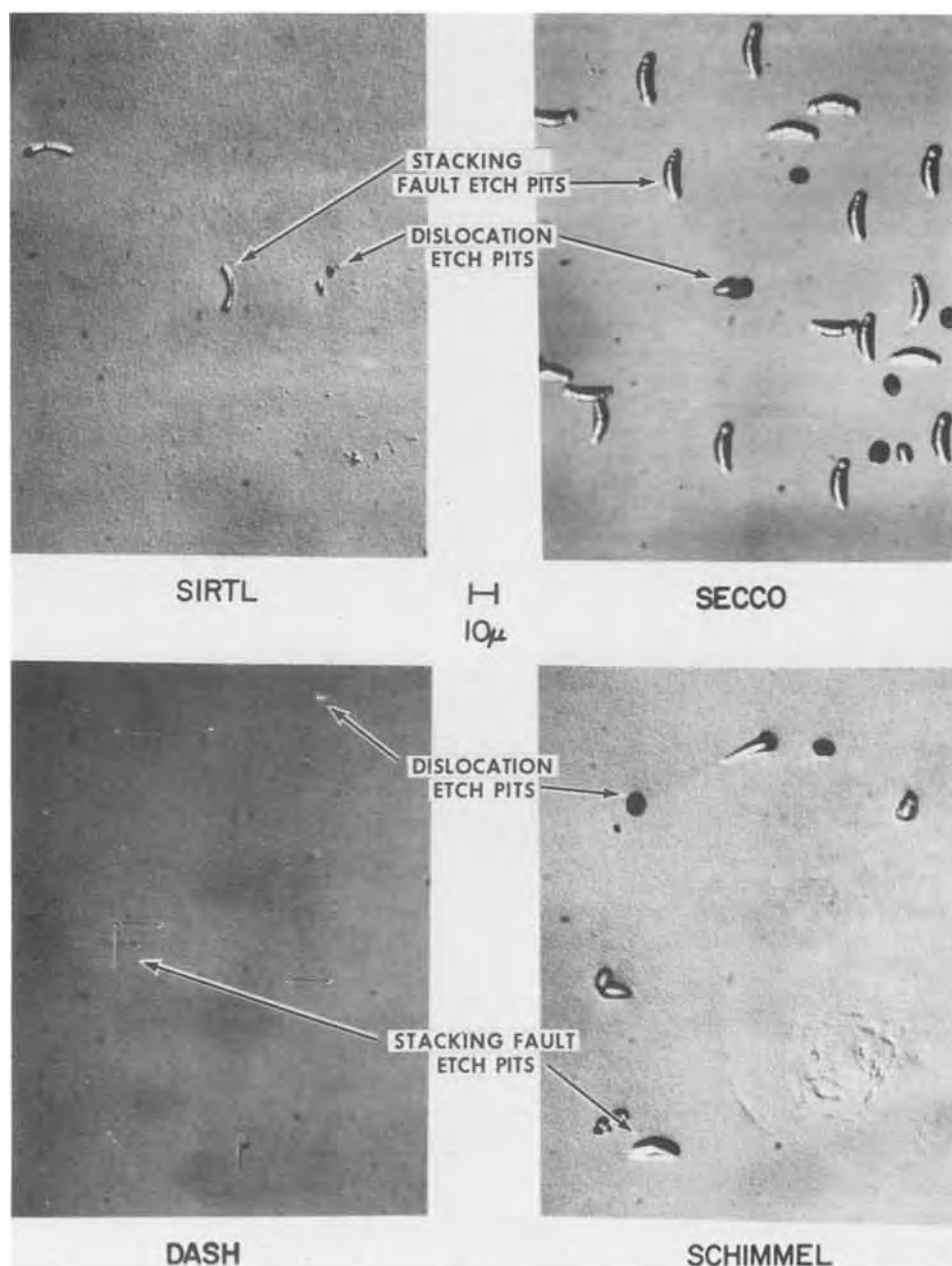 STACKING
FAULT ETCH PITS
DISLOCATION
ETCH PITS
SIRTL
SECCO
10μ
DISLOCATION
ETCH PITS
STACKING FAULT
ETCH PITS
DASH
SCHIMMEL